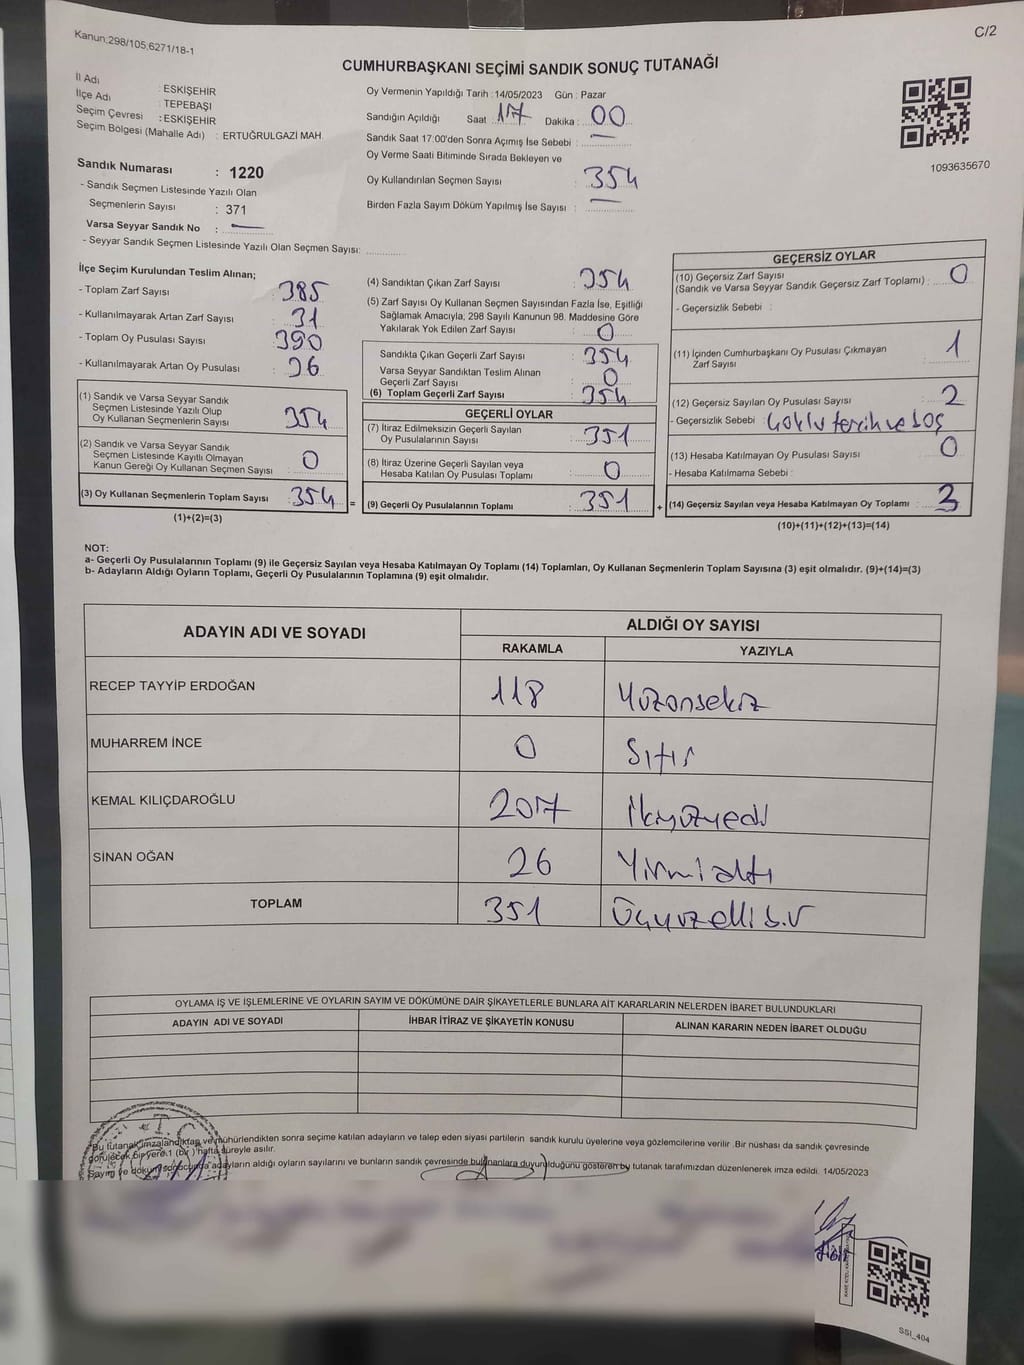 Kanun:298/105,6271/18-1
C/2
CUMHURBAŞKANI SEÇİMİ SANDIK SONUÇ TUTANAĞI
İl Adı : ESKİŞEHİR
İlçe Adı : TEPEBAŞI
Seçim Çevresi : ESKİŞEHİR
Seçim Bölgesi (Mahalle Adı) : ERTUĞRULGAZİ MAH.
Oy Vermenin Yapıldığı Tarih : 14/05/2023 Gün : Pazar
Sandığın Açıldığı Saat : 17 Dakika : 00
Sandık Saat 17:00'den Sonra Açımış İse Sebebi : —
Oy Verme Saati Bitiminde Sırada Bekleyen ve
Oy Kullandırılan Seçmen Sayısı : 354
Birden Fazla Sayım Döküm Yapılmış İse Sayısı : —
1093635670
Sandık Numarası : 1220
- Sandık Seçmen Listesinde Yazılı Olan
Seçmenlerin Sayısı : 371
Varsa Seyyar Sandık No : —
- Seyyar Sandık Seçmen Listesinde Yazılı Olan Seçmen Sayısı:
İlçe Seçim Kurulundan Teslim Alınan;
- Toplam Zarf Sayısı : 385
- Kullanılmayarak Artan Zarf Sayısı : 31
- Toplam Oy Pusulası Sayısı : 390
- Kullanılmayarak Artan Oy Pusulası : 36
(1) Sandık ve Varsa Seyyar Sandık
Seçmen Listesinde Yazılı Olup
Oy Kullanan Seçmenlerin Sayısı : 354
(2) Sandık ve Varsa Seyyar Sandık
Seçmen Listesinde Kayıtlı Olmayan
Kanun Gereği Oy Kullanan Seçmen Sayısı : 0
(3) Oy Kullanan Seçmenlerin Toplam Sayısı : 354 =
(1)+(2)=(3)
(4) Sandıktan Çıkan Zarf Sayısı : 354
(5) Zarf Sayısı Oy Kullanan Seçmen Sayısından Fazla İse, Eşitliği
Sağlamak Amacıyla, 298 Sayılı Kanunun 98. Maddesine Göre
Yakılarak Yok Edilen Zarf Sayısı : 0
Sandıkta Çıkan Geçerli Zarf Sayısı : 354
Varsa Seyyar Sandıktan Teslim Alınan
Geçerli Zarf Sayısı : 0
(6) Toplam Geçerli Zarf Sayısı : 354
GEÇERLİ OYLAR
(7) İtiraz Edilmeksizin Geçerli Sayılan
Oy Pusulalarının Sayısı : 351
(8) İtiraz Üzerine Geçerli Sayılan veya
Hesaba Katılan Oy Pusulası Toplamı : 0
(9) Geçerli Oy Pusulalarının Toplamı : 351 +
GEÇERSİZ OYLAR
(10) Geçersiz Zarf Sayısı
(Sandık ve Varsa Seyyar Sandık Geçersiz Zarf Toplamı) : 0
- Geçersizlik Sebebi :
(11) İçinden Cumhurbaşkanı Oy Pusulası Çıkmayan
Zarf Sayısı : 1
(12) Geçersiz Sayılan Oy Pusulası Sayısı : 2
- Geçersizlik Sebebi : Çoklu tercih ve boş
(13) Hesaba Katılmayan Oy Pusulası Sayısı : 0
- Hesaba Katılmama Sebebi :
(14) Geçersiz Sayılan veya Hesaba Katılmayan Oy Toplamı : 3
(10)+(11)+(12)+(13)=(14)
NOT:
a- Geçerli Oy Pusulalarının Toplamı (9) ile Geçersiz Sayılan veya Hesaba Katılmayan Oy Toplamı (14) Toplamları, Oy Kullanan Seçmenlerin Toplam Sayısına (3) eşit olmalıdır. (9)+(14)=(3)
b- Adayların Aldığı Oyların Toplamı, Geçerli Oy Pusulalarının Toplamına (9) eşit olmalıdır.
ADAYIN ADI VE SOYADI ALDIĞI OY SAYISI
RAKAMLA YAZIYLA
RECEP TAYYİP ERDOĞAN 118 Yüzonsekiz
MUHARREM İNCE 0 Sıfır
KEMAL KILIÇDAROĞLU 207 İkiyüzyedi
SİNAN OĞAN 26 Yirmialtı
TOPLAM 351 Üçyüzellibir
OYLAMA İŞ VE İŞLEMLERİNE VE OYLARIN SAYIM VE DÖKÜMÜNE DAİR ŞİKAYETLERLE BUNLARA AİT KARARLARIN NELERDEN İBARET BULUNDUKLARI
ADAYIN ADI VE SOYADI İHBAR İTİRAZ VE ŞİKAYETİN KONUSU ALINAN KARARIN NEDEN İBARET OLDUĞU
Bu tutanak imzalandıktan ve mühürlendikten sonra seçime katılan adayların ve talep eden siyasi partilerin sandık kurulu üyelerine veya gözlemcilerine verilir. Bir nüshası da sandık çevresinde
görülecek bir yere 1 (bir) hafta süreyle asılır.
Sayım ve döküm sonucunda adayların aldığı oyların sayılarını ve bunların sandık çevresinde bulunanlara duyurulduğunu gösteren bu tutanak tarafımızdan düzenlenerek imza edildi. 14/05/2023
SSI_404